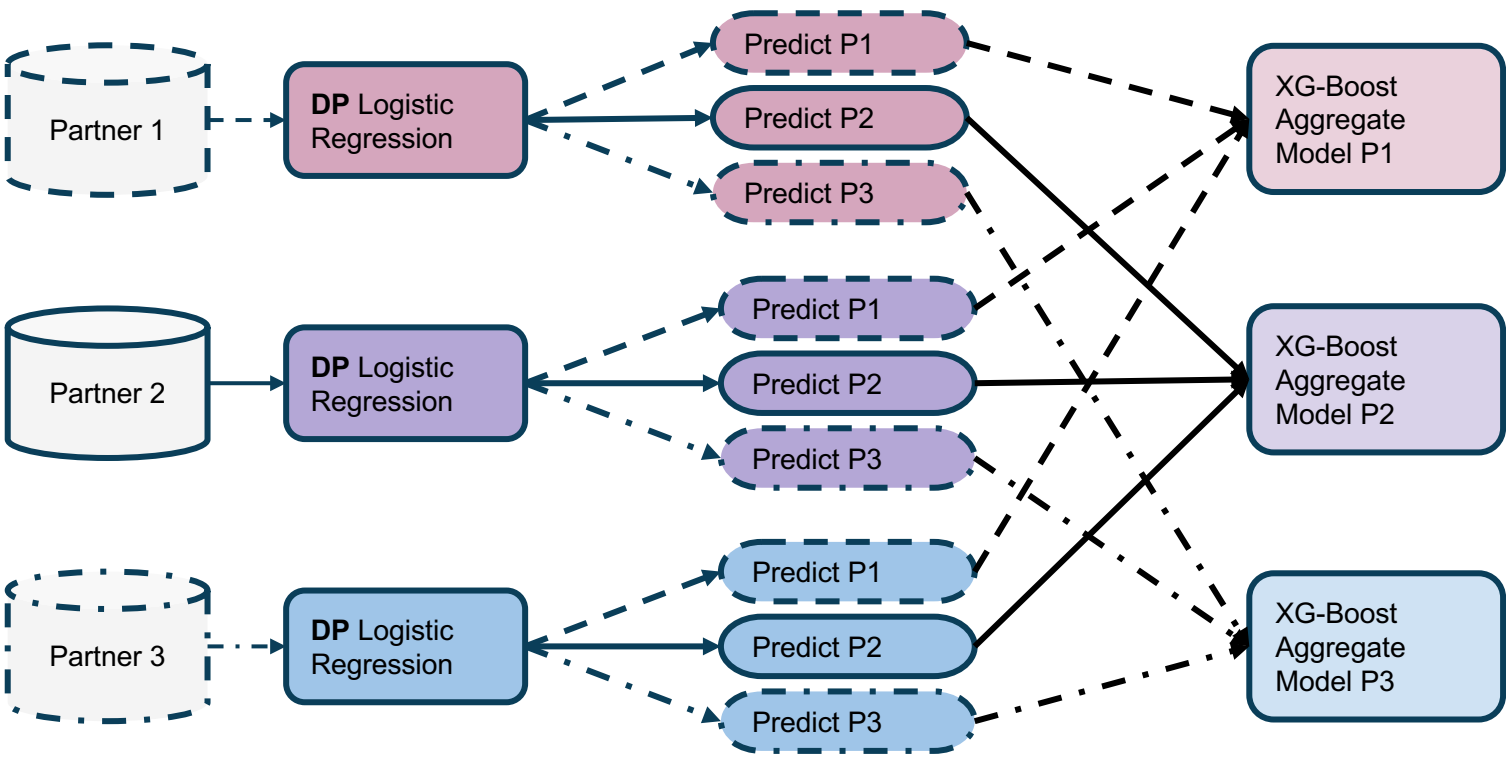 Partner 1
DP Logistic
Regression
Predict P1
Predict P2
Predict P3
XG-Boost
Aggregate
Model P1
Partner 2
DP Logistic
Regression
Predict P1
Predict P2
Predict P3
XG-Boost
Aggregate
Model P2
Partner 3
DP Logistic
Regression
Predict P1
Predict P2
Predict P3
XG-Boost
Aggregate
Model P3